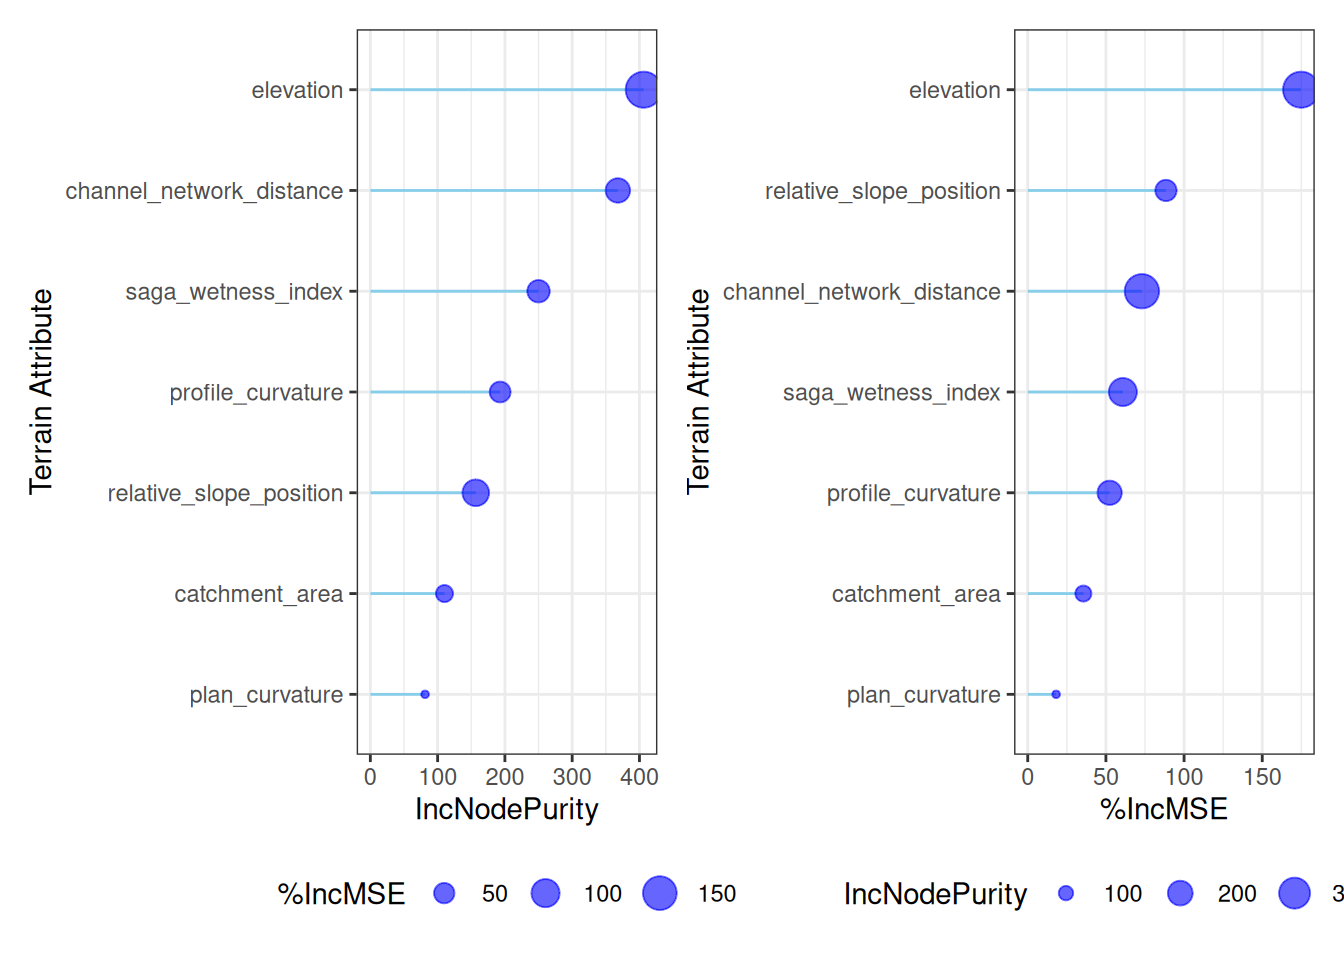 Terrain Attribute
elevation
channel_network_distance
saga_wetness_index
profile_curvature
relative_slope_position
catchment_area
plan_curvature
0 100 200 300 400
IncNodePurity
%IncMSE 50 100 150
Terrain Attribute
elevation
relative_slope_position
channel_network_distance
saga_wetness_index
profile_curvature
catchment_area
plan_curvature
0 50 100 150
%IncMSE
IncNodePurity 100 200